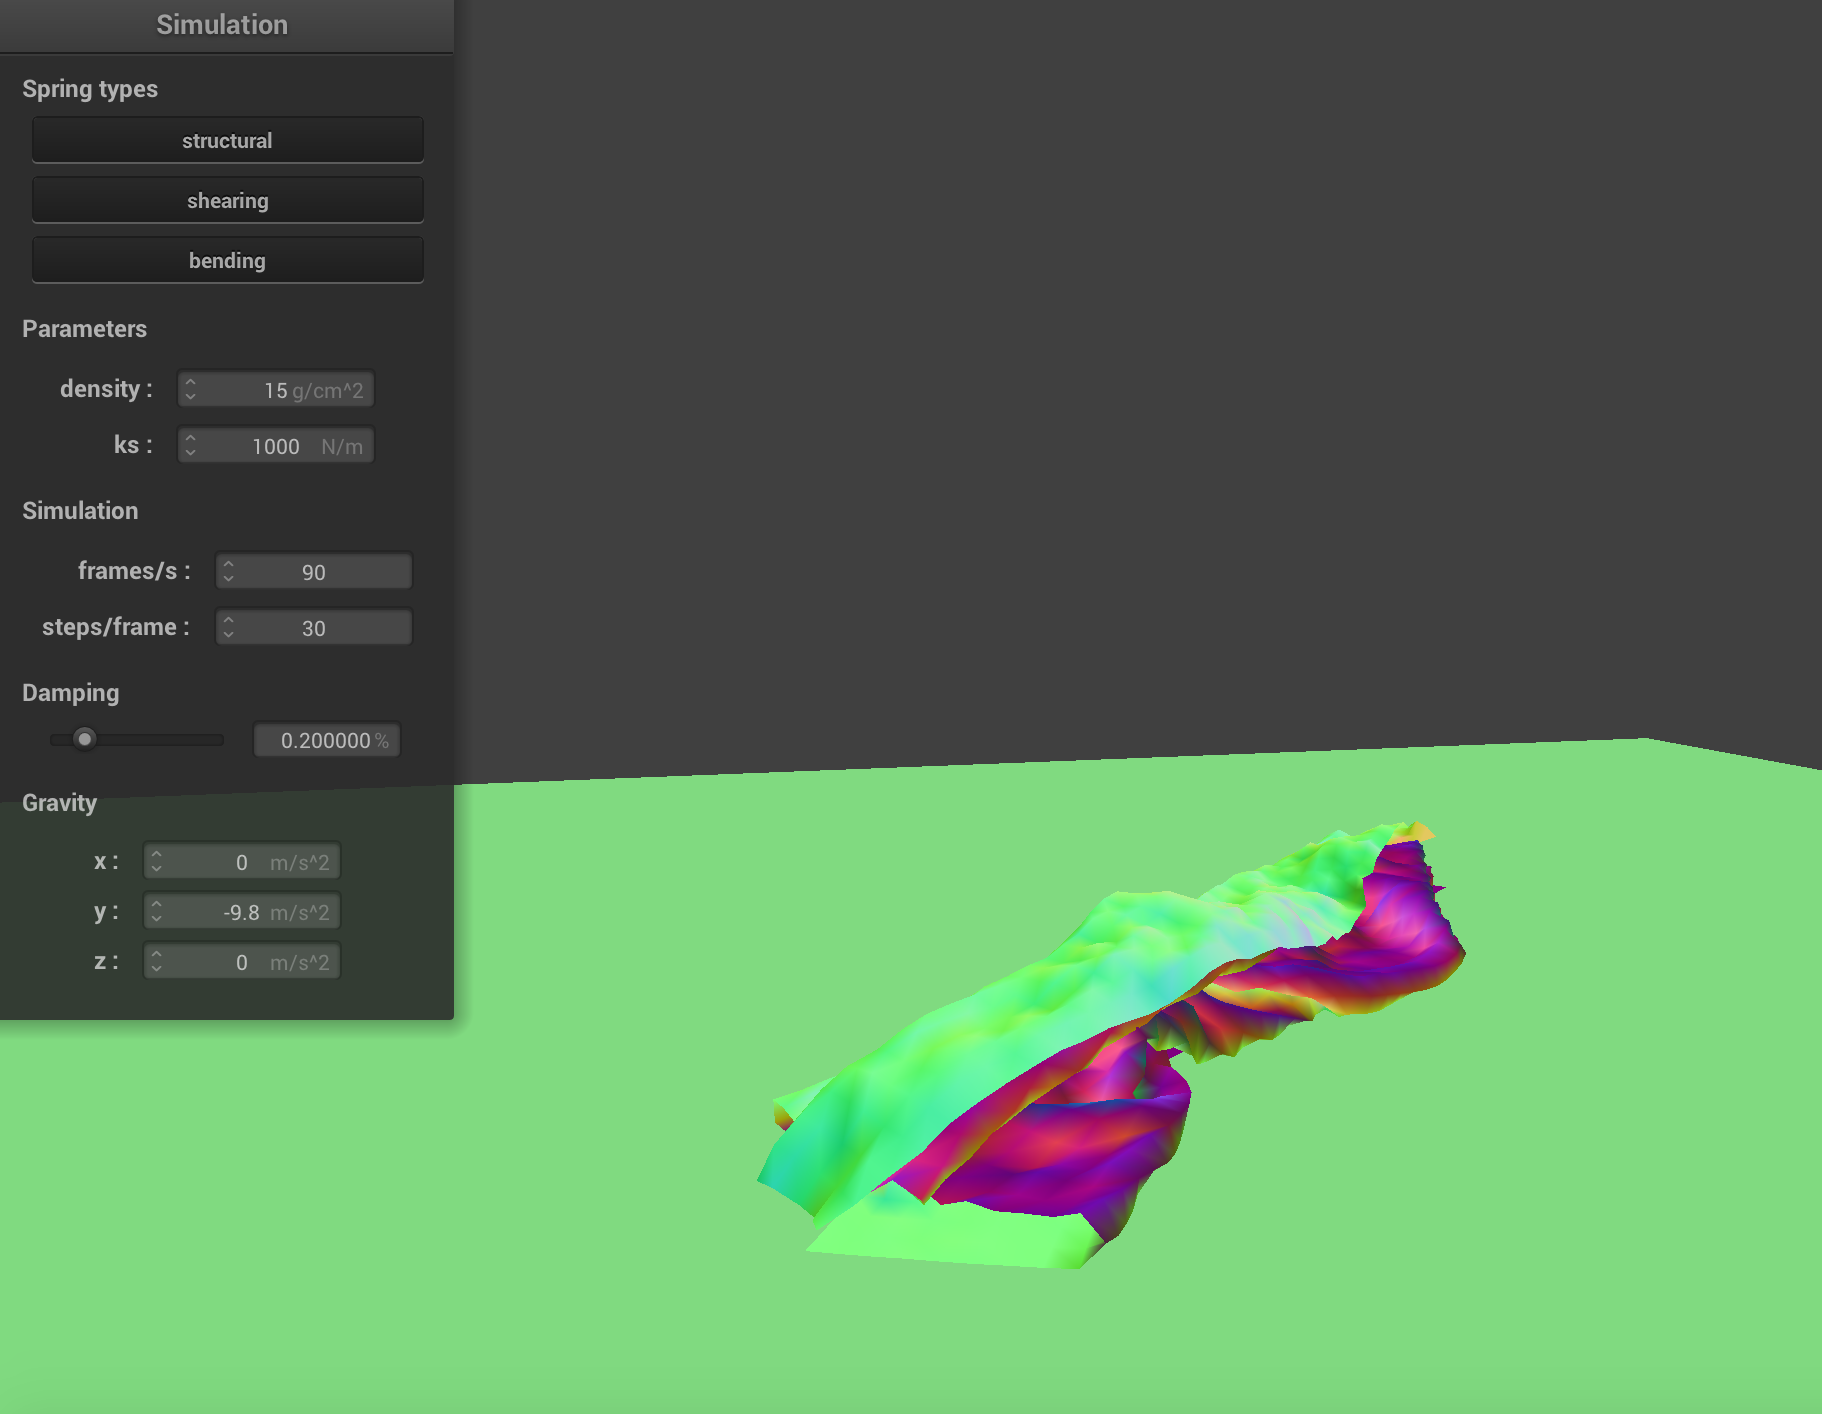 Simulation
Spring types
structural
shearing
bending
Parameters
density : 15 g/cm^2
ks : 1000 N/m
Simulation
frames/s : 90
steps/frame : 30
Damping
0.200000 %
Gravity
x : 0 m/s^2
y : -9.8 m/s^2
z : 0 m/s^2